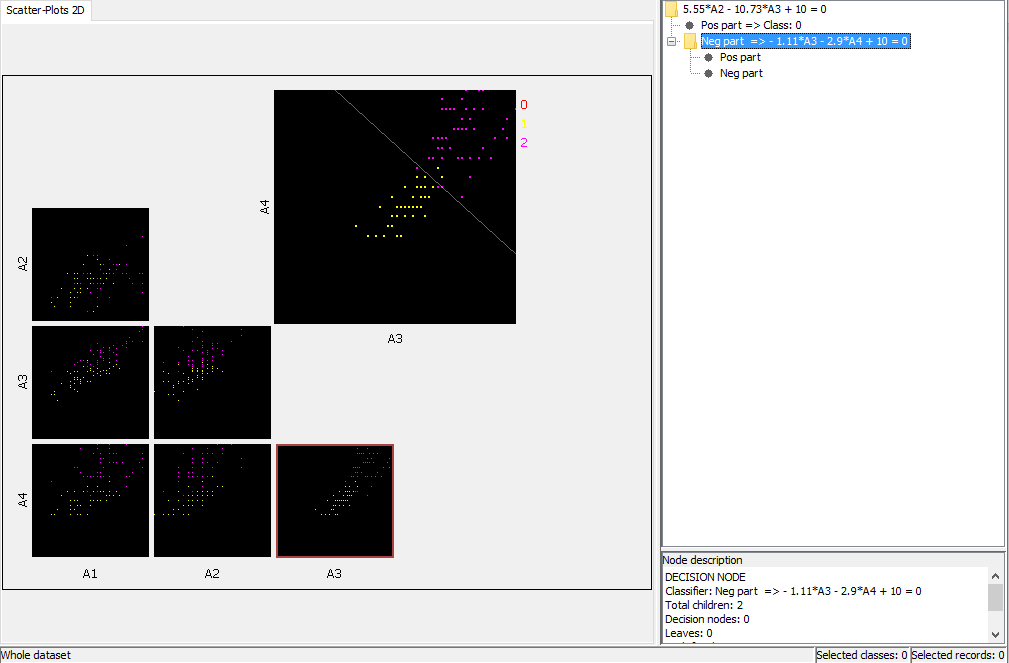 Scatter-Plots 2D
0
1
2
A4
A3
A2
A3
A4
A1
A2
A3
5.55*A2 - 10.73*A3 + 10 = 0
Pos part => Class: 0
Neg part => - 1.11*A3 - 2.9*A4 + 10 = 0
Pos part
Neg part
Node description
DECISION NODE
Classifier: Neg part => - 1.11*A3 - 2.9*A4 + 10 = 0
Total children: 2
Decision nodes: 0
Leaves: 0
Whole dataset
Selected classes: 0
Selected records: 0